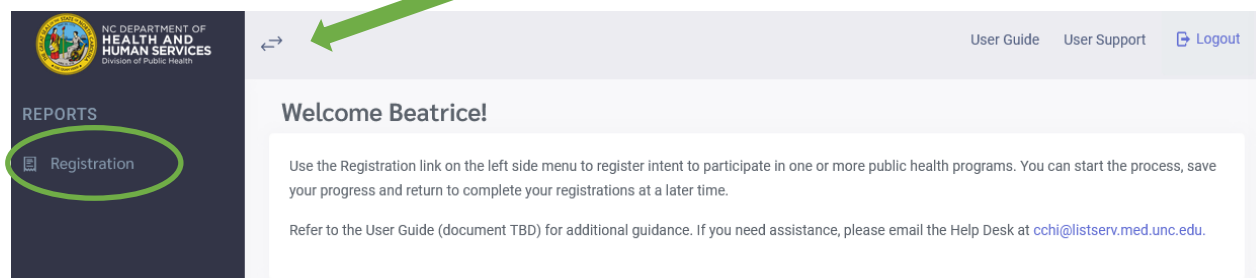 NC DEPARTMENT OF
HEALTH AND
HUMAN SERVICES
Division of Public Health
User Guide User Support Logout
REPORTS
Registration
Welcome Beatrice!
Use the Registration link on the left side menu to register intent to participate in one or more public health programs. You can start the process, save
your progress and return to complete your registrations at a later time.
Refer to the User Guide (document TBD) for additional guidance. If you need assistance, please email the Help Desk at cchi@listserv.med.unc.edu.